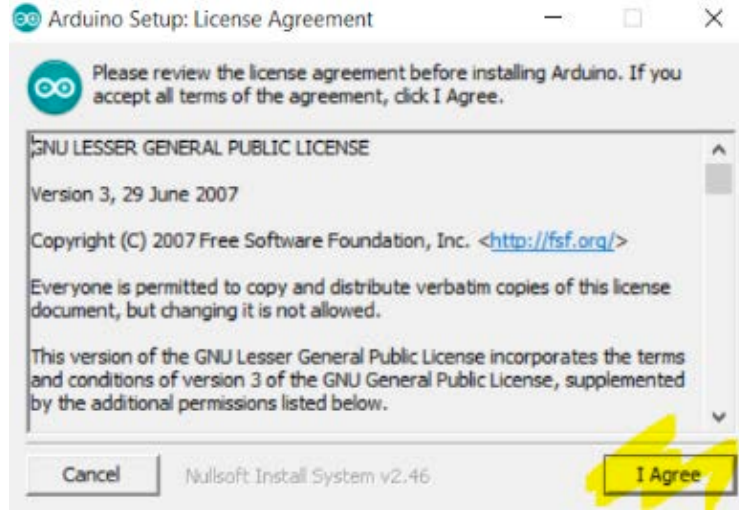 Arduino Setup: License Agreement
Please review the license agreement before installing Arduino. If you
accept all terms of the agreement, click I Agree.
GNU LESSER GENERAL PUBLIC LICENSE
Version 3, 29 June 2007
Copyright (C) 2007 Free Software Foundation, Inc. <http://fsf.org/>
Everyone is permitted to copy and distribute verbatim copies of this license
document, but changing it is not allowed.
This version of the GNU Lesser General Public License incorporates the terms
and conditions of version 3 of the GNU General Public License, supplemented
by the additional permissions listed below.
Cancel
Nullsoft Install System v2.46
I Agree